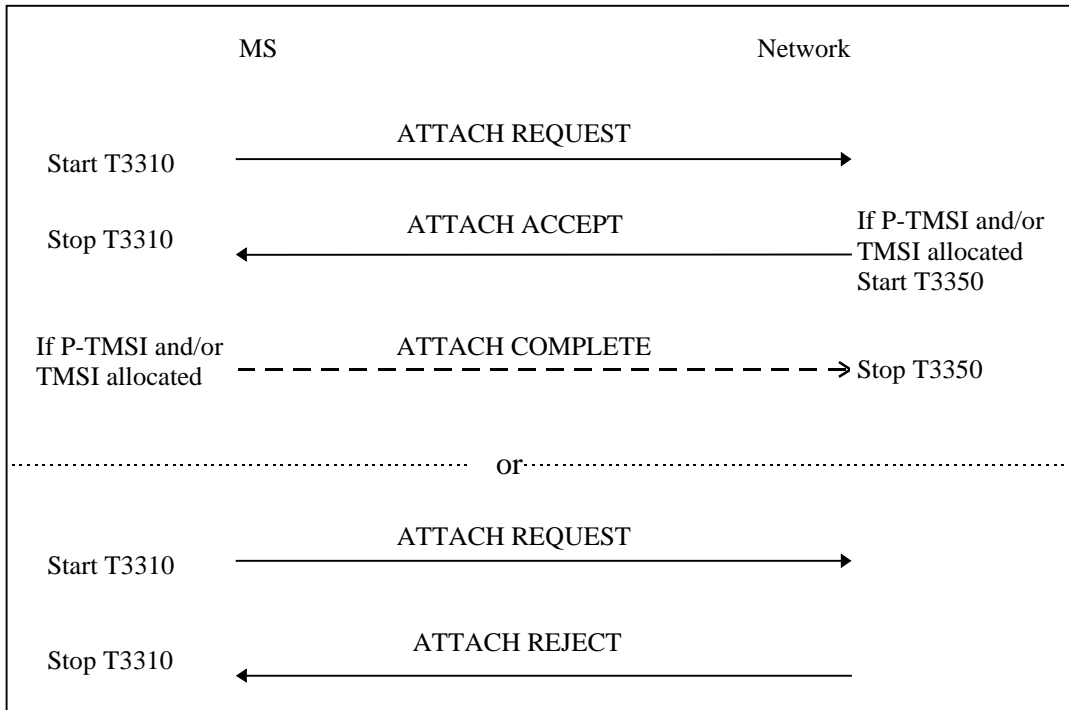 MS Network
ATTACH REQUEST
Start T3310
ATTACH ACCEPT
Stop T3310
If P-TMSI and/or
TMSI allocated
Start T3350
If P-TMSI and/or
TMSI allocated
ATTACH COMPLETE
Stop T3350
or
ATTACH REQUEST
Start T3310
ATTACH REJECT
Stop T3310